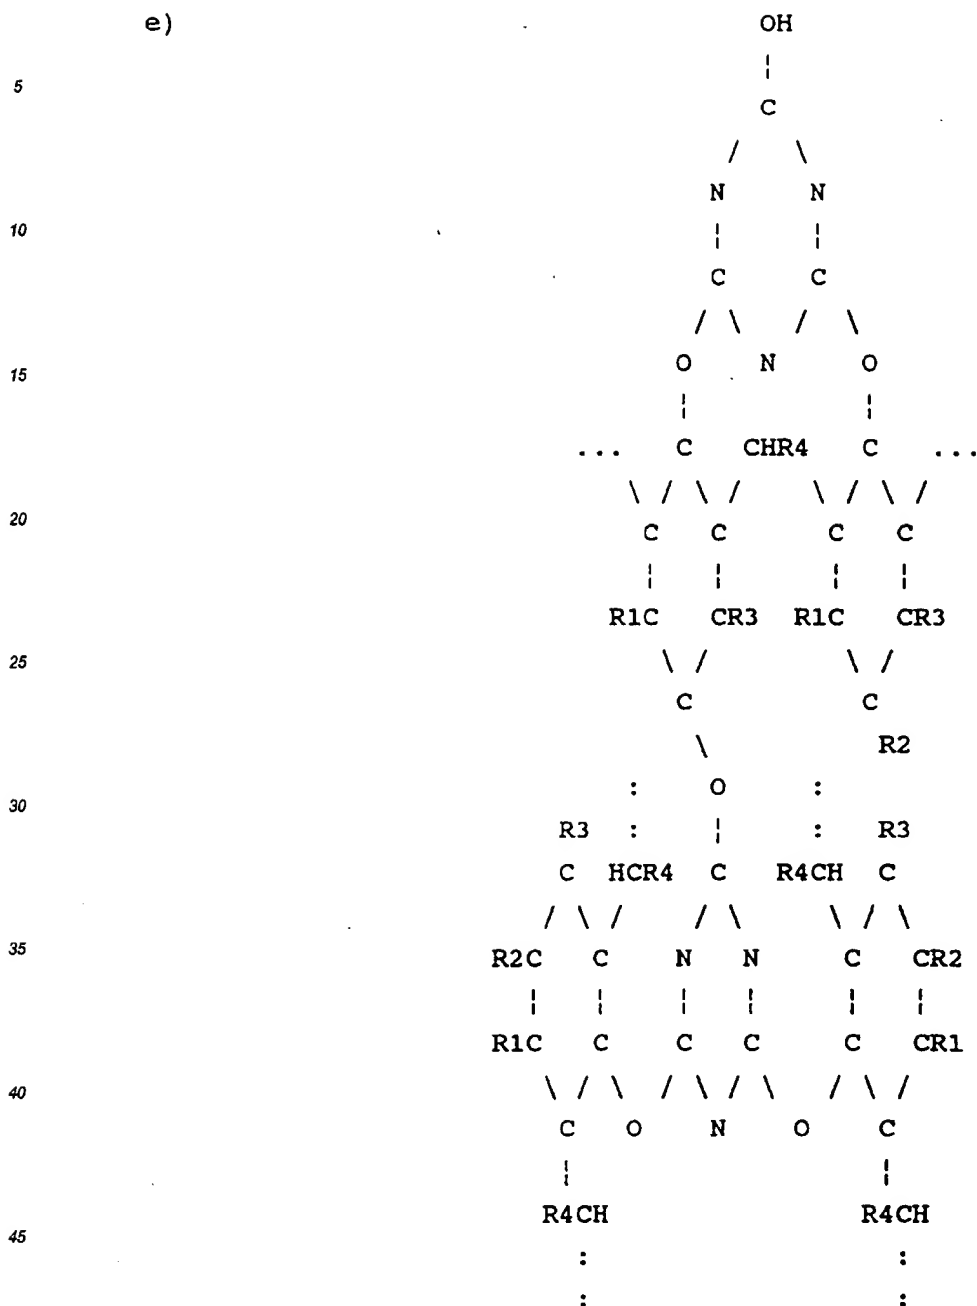 e) OH
5 ¦
C
/ \
N N
10 ¦ ¦
C C
/ \ / \
15 O N O
¦ ¦
... C CHR4 C ...
\ / \ / \ / \ /
20 C C C C
¦ ¦ ¦ ¦
R1C CR3 R1C CR3
25 \ / \ /
C C
\ R2
: O :
30 R3 : ¦ : R3
C HCR4 C R4CH C
/ \ / / \ \ / \
35 R2C C N N C CR2
¦ ¦ ¦ ¦ ¦ ¦
R1C C C C C CR1
40 \ / \ / \ / \ / \ /
C O N O C
¦ ¦
R4CH R4CH
45 : :
: :